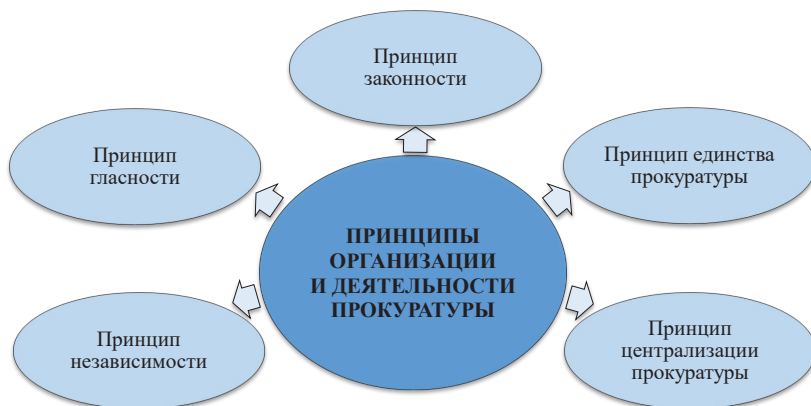 Принцип
законности
Принцип
гласности
Принцип единства
прокуратуры
ПРИНЦИПЫ
ОРГАНИЗАЦИИ
И ДЕЯТЕЛЬНОСТИ
ПРОКУРАТУРЫ
Принцип
независимости
Принцип
централизации
прокуратуры